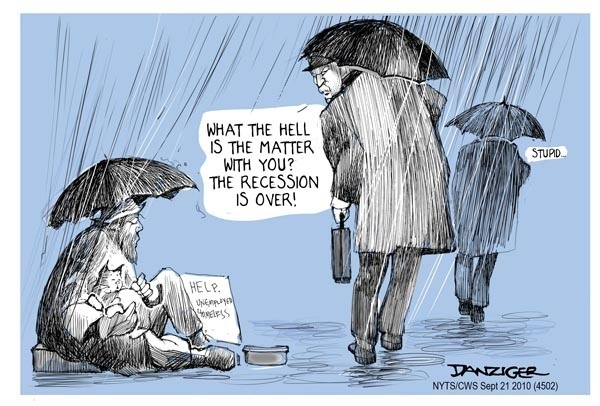 WHAT THE HELL
IS THE MATTER
WITH YOU?
THE RECESSION
IS OVER!
STUPID...
HELP.
UNEMPLOYED
HOMELESS
DANZIGER
NYTS/CWS Sept 21 2010 (4502)